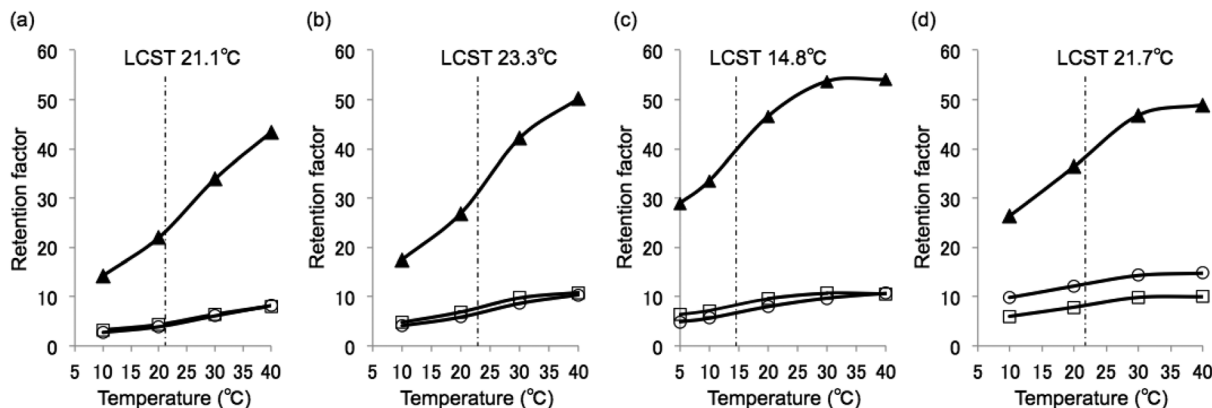 (a)
LCST 21.1℃
Retention factor
60
50
40
30
20
10
0
5 10 15 20 25 30 35 40
Temperature (℃)
(b)
LCST 23.3℃
Retention factor
60
50
40
30
20
10
0
5 10 15 20 25 30 35 40
Temperature (℃)
(c)
LCST 14.8℃
Retention factor
60
50
40
30
20
10
0
5 10 15 20 25 30 35 40
Temperature (℃)
(d)
LCST 21.7℃
Retention factor
60
50
40
30
20
10
0
5 10 15 20 25 30 35 40
Temperature (℃)